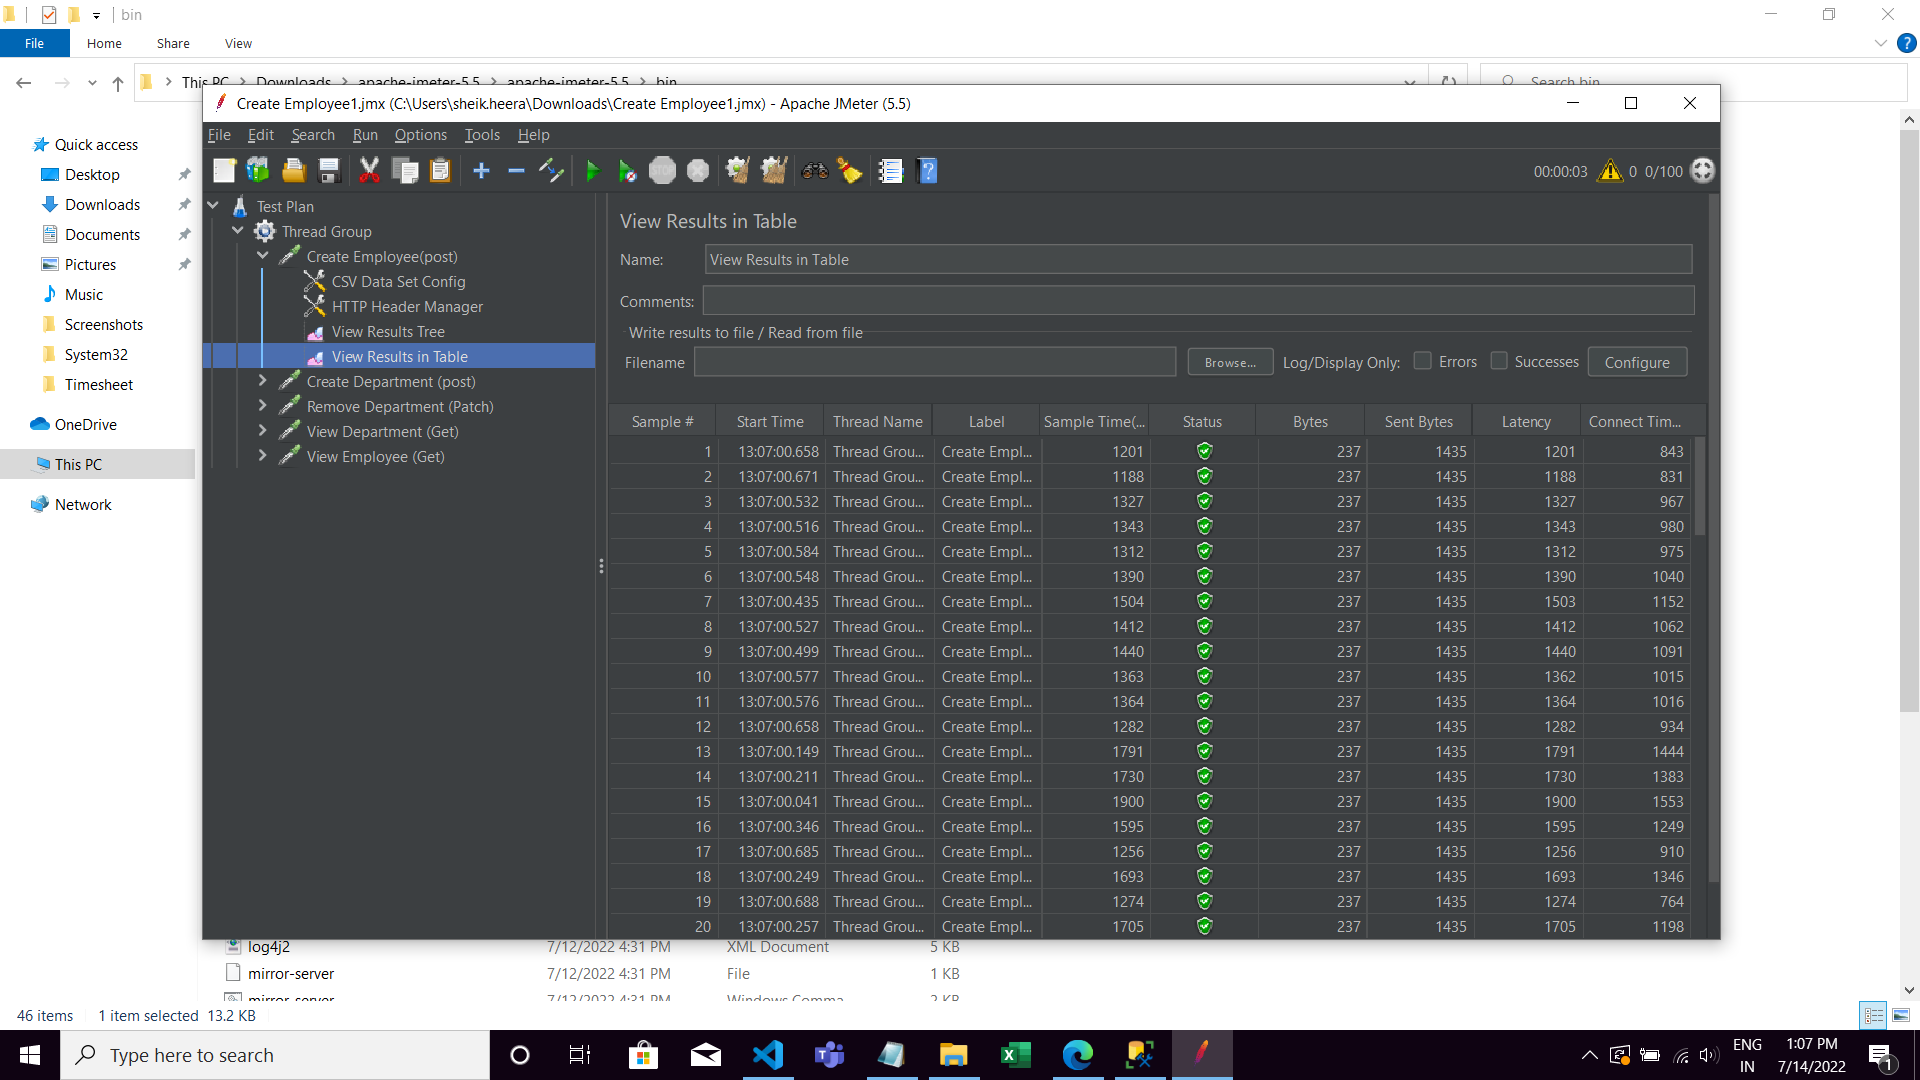 bin
File Home Share View
This PC Downloads apache-jmeter-5.5 apache-jmeter-5.5 bin Search bin
Create Employee1.jmx (C:\Users\sheik.heera\Downloads\Create Employee1.jmx) - Apache JMeter (5.5)
File Edit Search Run Options Tools Help
00:00:03 0 0/100
Quick access
Desktop
Downloads
Documents
Pictures
Music
Screenshots
System32
Timesheet
OneDrive
This PC
Network
Test Plan
Thread Group
Create Employee(post)
CSV Data Set Config
HTTP Header Manager
View Results Tree
View Results in Table
Create Department (post)
Remove Department (Patch)
View Department (Get)
View Employee (Get)
View Results in Table
Name: View Results in Table
Comments:
Write results to file / Read from file
Filename Browse... Log/Display Only: Errors Successes Configure
Sample # Start Time Thread Name Label Sample Time(... Status Bytes Sent Bytes Latency Connect Tim...
1 13:07:00.658 Thread Grou... Create Empl... 1201 237 1435 1201 843
2 13:07:00.671 Thread Grou... Create Empl... 1188 237 1435 1188 831
3 13:07:00.532 Thread Grou... Create Empl... 1327 237 1435 1327 967
4 13:07:00.516 Thread Grou... Create Empl... 1343 237 1435 1343 980
5 13:07:00.584 Thread Grou... Create Empl... 1312 237 1435 1312 975
6 13:07:00.548 Thread Grou... Create Empl... 1390 237 1435 1390 1040
7 13:07:00.435 Thread Grou... Create Empl... 1504 237 1435 1503 1152
8 13:07:00.527 Thread Grou... Create Empl... 1412 237 1435 1412 1062
9 13:07:00.499 Thread Grou... Create Empl... 1440 237 1435 1440 1091
10 13:07:00.577 Thread Grou... Create Empl... 1363 237 1435 1362 1015
11 13:07:00.576 Thread Grou... Create Empl... 1364 237 1435 1364 1016
12 13:07:00.658 Thread Grou... Create Empl... 1282 237 1435 1282 934
13 13:07:00.149 Thread Grou... Create Empl... 1791 237 1435 1791 1444
14 13:07:00.211 Thread Grou... Create Empl... 1730 237 1435 1730 1383
15 13:07:00.041 Thread Grou... Create Empl... 1900 237 1435 1900 1553
16 13:07:00.346 Thread Grou... Create Empl... 1595 237 1435 1595 1249
17 13:07:00.685 Thread Grou... Create Empl... 1256 237 1435 1256 910
18 13:07:00.249 Thread Grou... Create Empl... 1693 237 1435 1693 1346
19 13:07:00.688 Thread Grou... Create Empl... 1274 237 1435 1274 764
20 13:07:00.257 Thread Grou... Create Empl... 1705 237 1435 1705 1198
log4j2 7/12/2022 4:31 PM XML Document 5 KB
mirror-server 7/12/2022 4:31 PM File 1 KB
mirror-server 7/12/2022 4:31 PM Windows Comma 2 KB
46 items 1 item selected 13.2 KB
Type here to search
ENG 1:07 PM
IN 7/14/2022 1